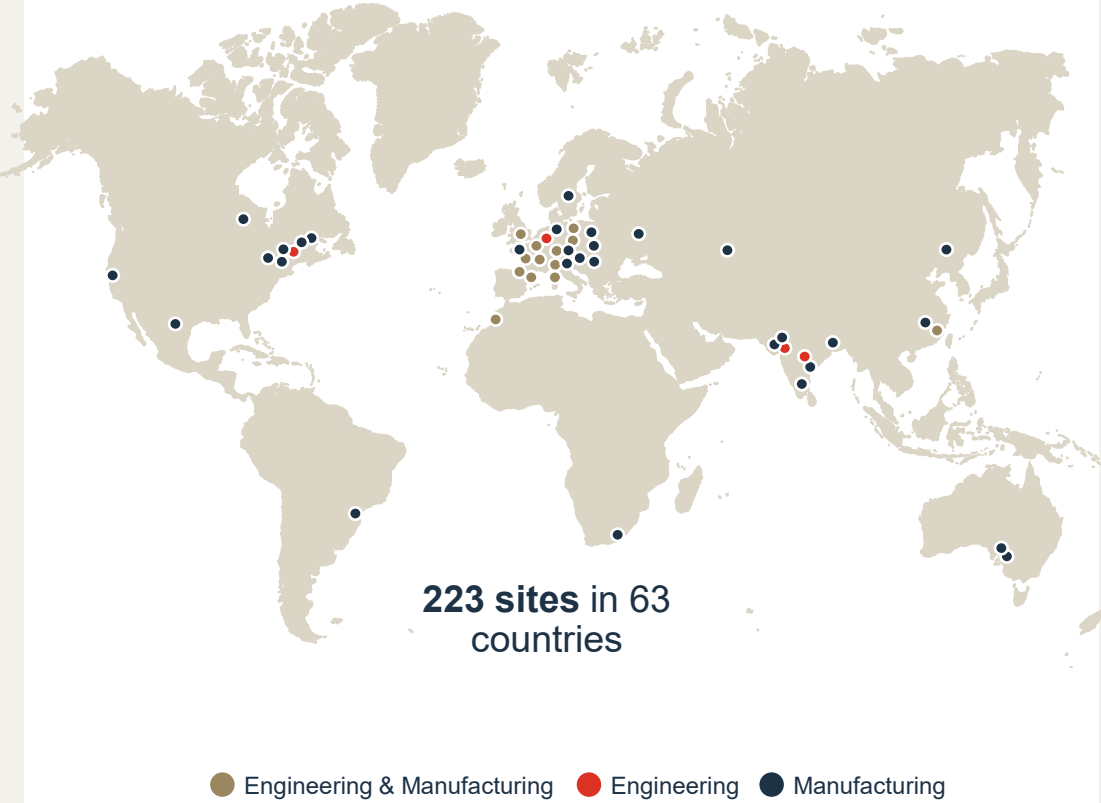 223 sites in 63
countries
Engineering & Manufacturing Engineering Manufacturing